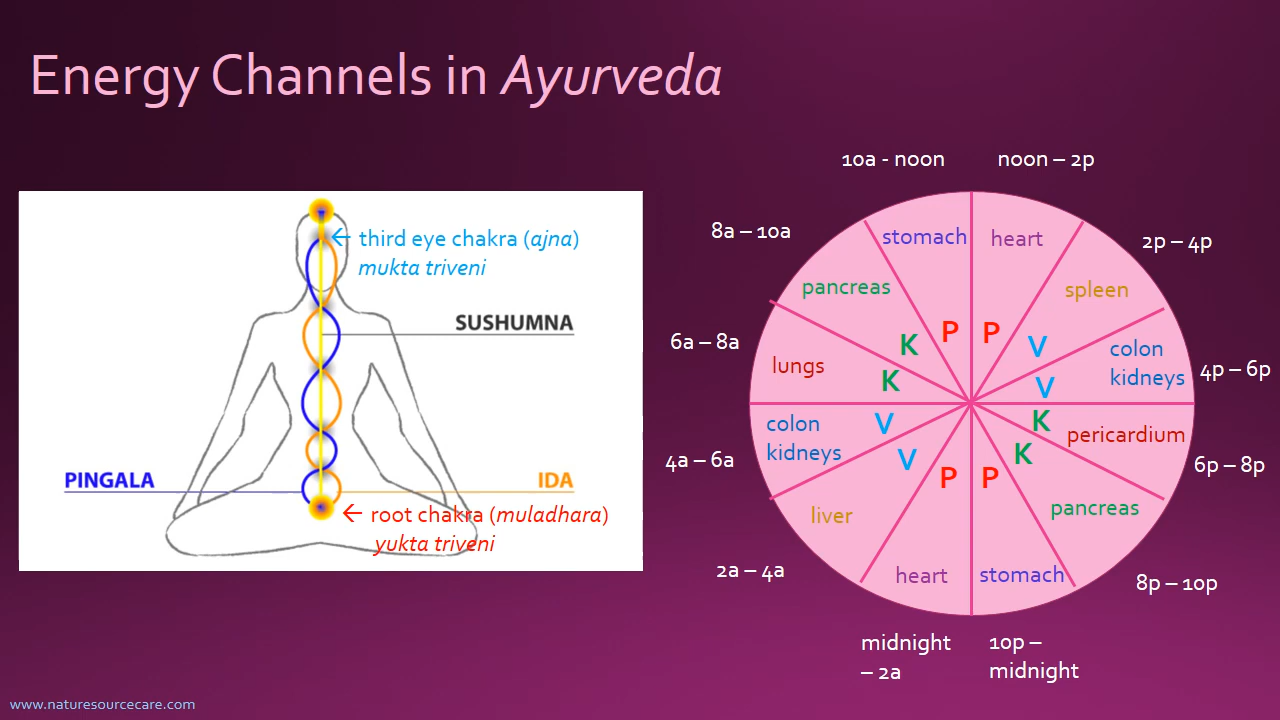 Energy Channels in Ayurveda
← third eye chakra (ajna)
mukta triveni
SUSHUMNA
PINGALA
IDA
← root chakra (muladhara)
yukta triveni
10a - noon
noon – 2p
8a – 10a
2p – 4p
6a – 8a
4p – 6p
4a – 6a
6p – 8p
2a – 4a
8p – 10p
midnight
– 2a
10p –
midnight
stomach
heart
pancreas
spleen
lungs
colon
kidneys
colon
kidneys
pericardium
liver
pancreas
heart
stomach
P
P
K
V
K
V
V
K
V
K
P
P
www.naturesourcecare.com